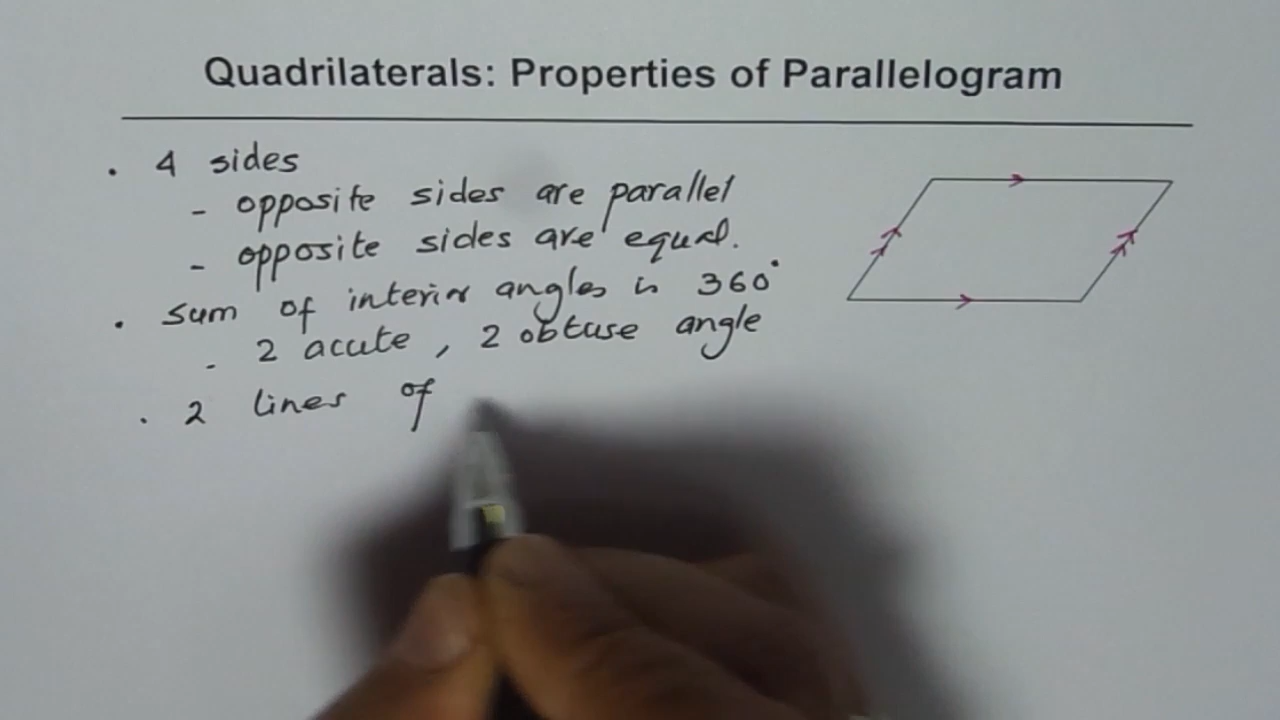 Quadrilaterals: Properties of Parallelogram
. 4 sides
- opposite sides are parallel
- opposite sides are equal.
. sum of interior angles is 360°
- 2 acute, 2 obtuse angle
. 2 lines of